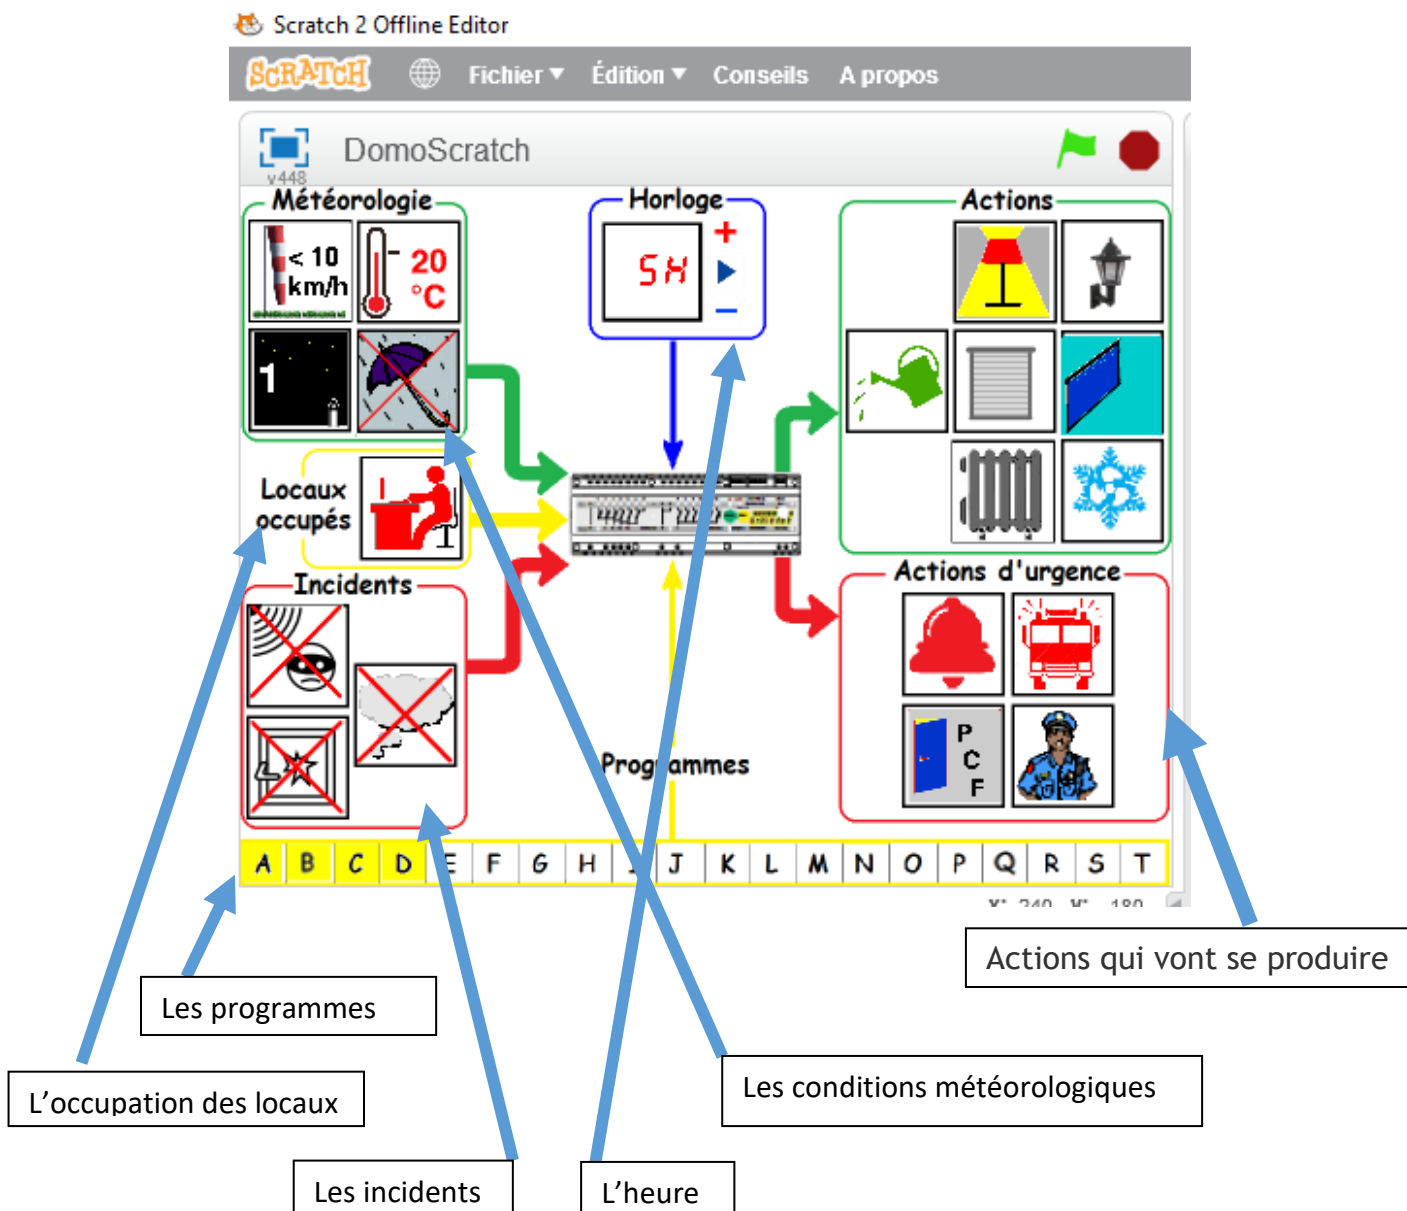 Scratch 2 Offline Editor
SCRATCH Fichier Édition Conseils A propos
DomoScratch
v448
Météorologie
Horloge
Actions
< 10
km/h
20
°C
5H
+
−
1
Locaux
occupés
Incidents
Actions d'urgence
P
C
F
Programmes
A B C D E F G H I J K L M N O P Q R S T
X: 240 Y: -180
Actions qui vont se produire
Les programmes
L'occupation des locaux
Les conditions météorologiques
Les incidents
L'heure